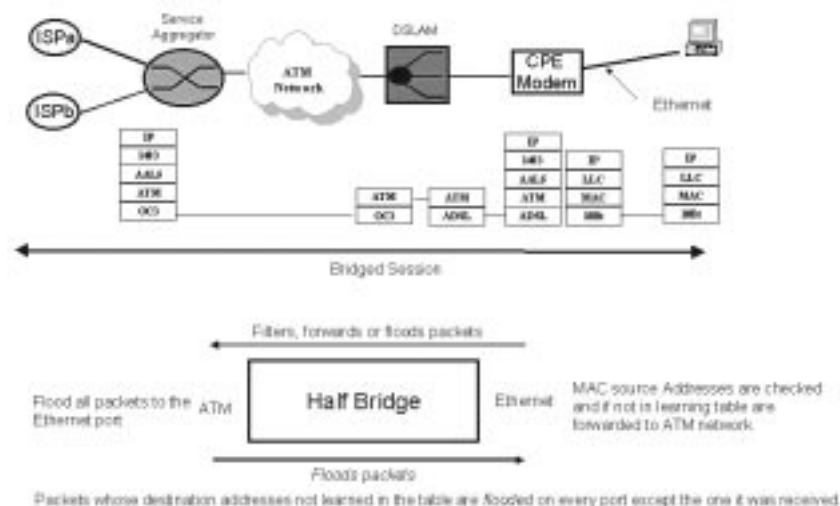 Service
Aggregator
DSLAM
ISPa
ISPb
ATM
Network
CPE
Modem
Ethernet
IP
1483
AAL5
ATM
OC3
ATM
OC3
ATM
ADSL
IP
1483
AAL5
ATM
ADSL
IP
LLC
MAC
IP
LLC
MAC
Bridged Session
Filters, forwards or floods packets
Flood all packets to the
Ethernet port
ATM
Half Bridge
Ethernet
MAC source Addresses are checked
and if not in learning table are
forwarded to ATM network.
Floods packets
Packets whose destination addresses not learned in the table are flooded on every port except the one it was received